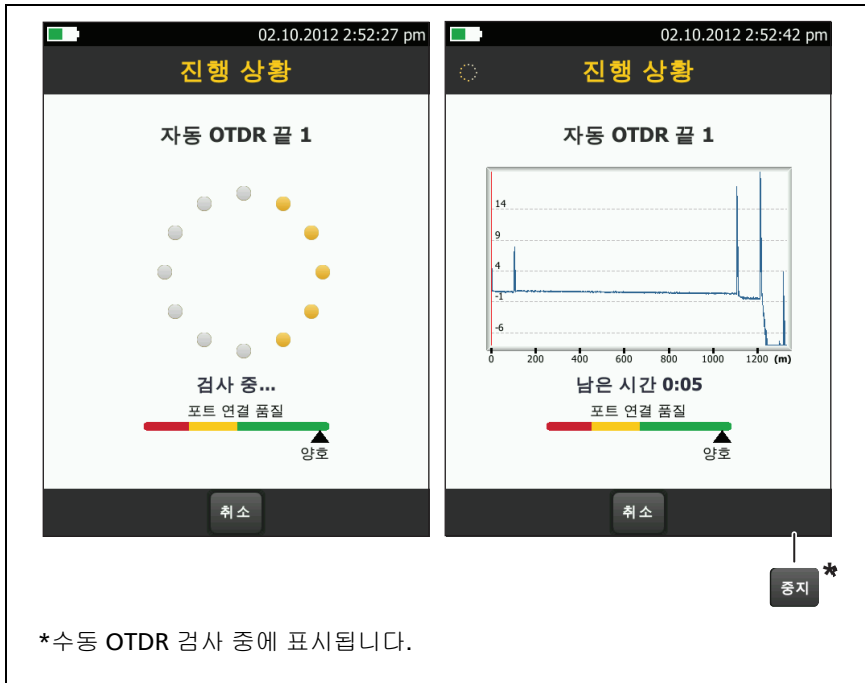 02.10.2012 2:52:27 pm
진행 상황
자동 OTDR 끝 1
검사 중...
포트 연결 품질
양호
취소
02.10.2012 2:52:42 pm
진행 상황
자동 OTDR 끝 1
14
9
4
-1
-6
0 200 400 600 800 1000 1200 (m)
남은 시간 0:05
포트 연결 품질
양호
취소
중지 *
*수동 OTDR 검사 중에 표시됩니다.